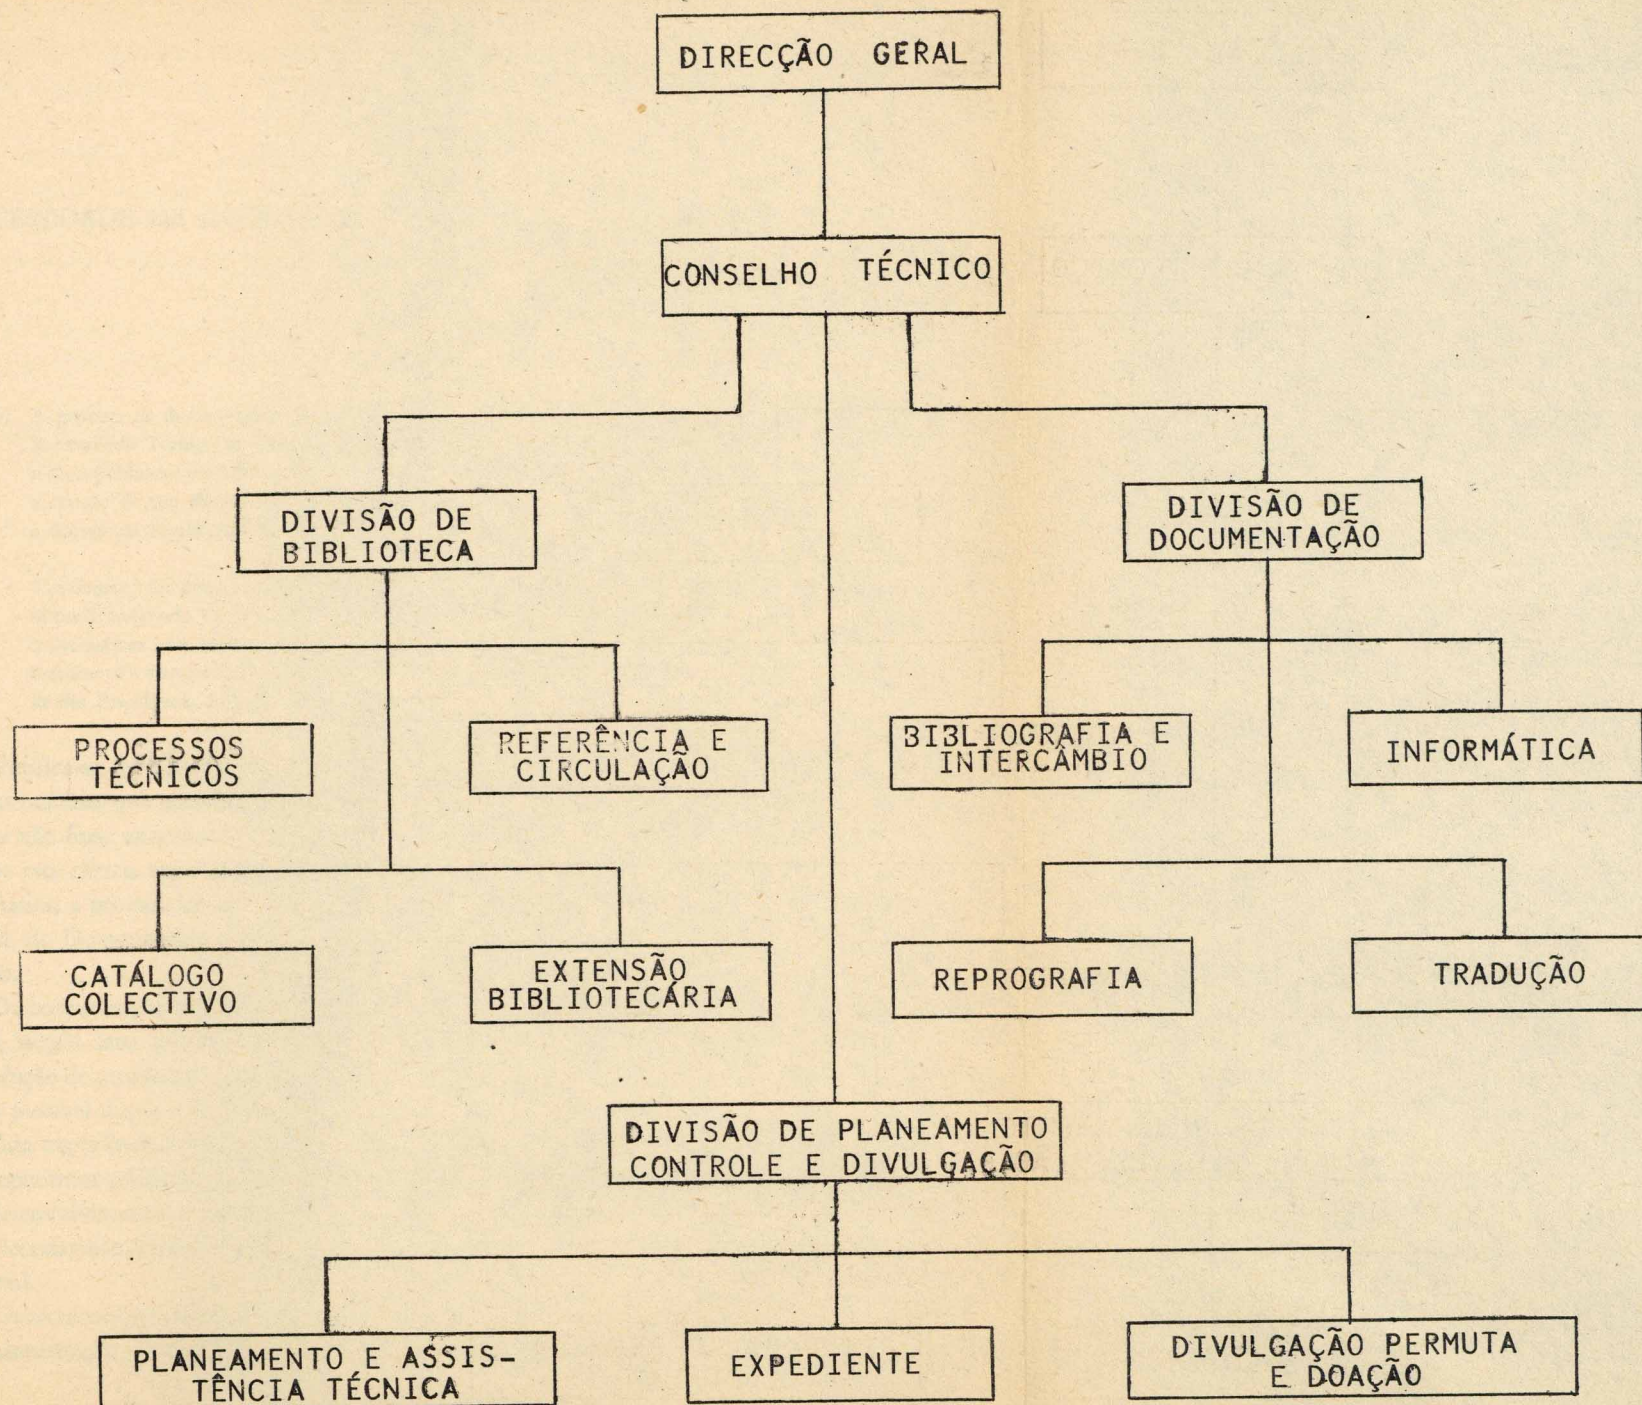 DIRECÇÃO GERAL
CONSELHO TÉCNICO
DIVISÃO DE
BIBLIOTECA
DIVISÃO DE
DOCUMENTAÇÃO
PROCESSOS
TÉCNICOS
REFERÊNCIA E
CIRCULAÇÃO
BIBLIOGRAFIA E
INTERCÂMBIO
INFORMÁTICA
CATÁLOGO
COLECTIVO
EXTENSÃO
BIBLIOTECÁRIA
REPROGRAFIA
TRADUÇÃO
DIVISÃO DE PLANEAMENTO
CONTROLE E DIVULGAÇÃO
PLANEAMENTO E ASSIS-
TÊNCIA TÉCNICA
EXPEDIENTE
DIVULGAÇÃO PERMUTA
E DOAÇÃO